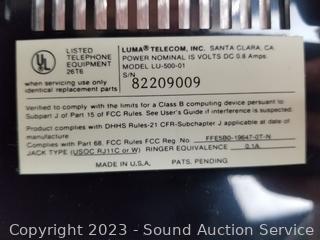 UL
LISTED
TELEPHONE
EQUIPMENT
26T6
when servicing use only
identical replacement parts
LUMA® TELECOM, INC. SANTA CLARA, CA.
POWER NOMINAL 15 VOLTS DC 0.8 Amps.
MODEL LU-500-01
S/N
82209009
Verified to comply with the limits for a Class B computing device pursuant to
Subpart J of Part 15 of FCC Rules. See User's Guide if interference suspected.
Product complies with DHHS Rules-21 CFR-Subchapter J applicable at date of
manufacture.
Complies with Part 68, FCC Rules FCC Reg. No. FFE5B0-19647-0T-N
JACK TYPE (USOC RJ11C or W) RINGER EQUIVALENCE 0.1A
MADE IN U.S.A. PATS. PENDING
Copyright 2023 - Ohio Auction Service